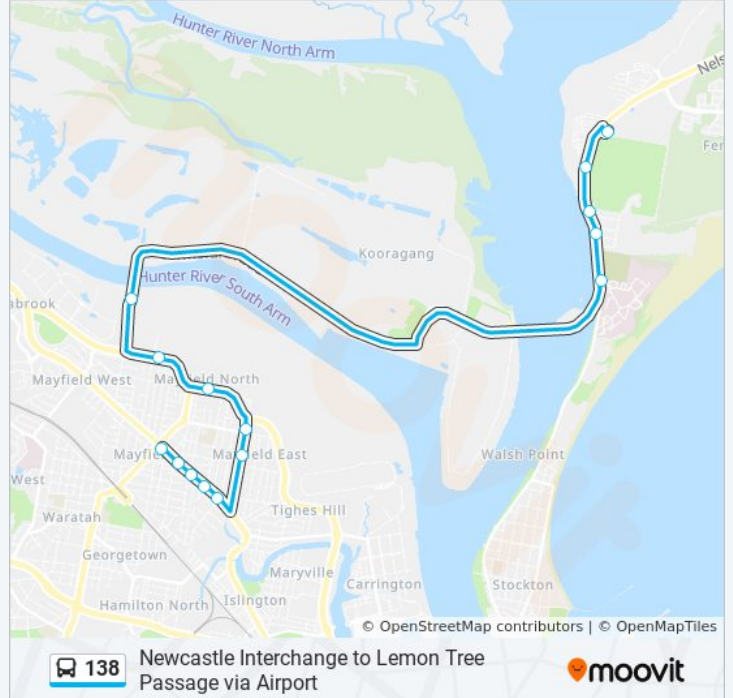 Hunter River North Arm
Nels
Fer
Kooragang
Hunter River South Arm
abrook
Mayfield West
Mayfield North
Mayfield
Mayfield East
West
Walsh Point
Waratah
Tighes Hill
Georgetown
Maryville
Carrington
Stockton
Hamilton North
Islington
© OpenStreetMap contributors | © OpenMapTiles
138
Newcastle Interchange to Lemon Tree
Passage via Airport
moovit